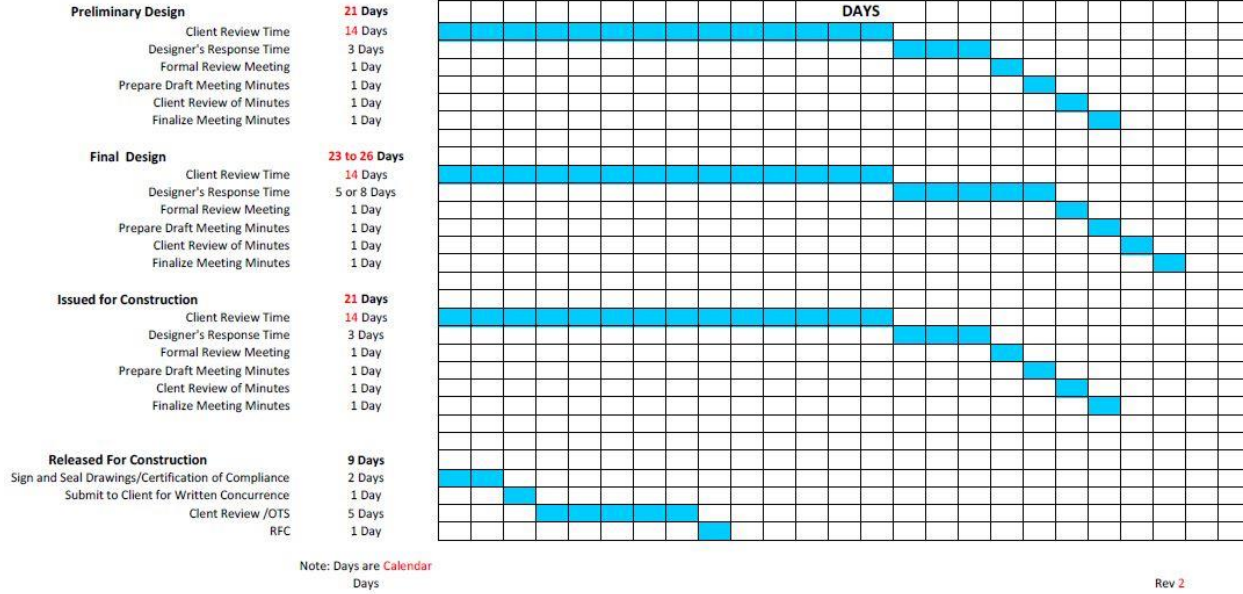 Preliminary Design 21 Days DAYS
Client Review Time 14 Days
Designer's Response Time 3 Days
Formal Review Meeting 1 Day
Prepare Draft Meeting Minutes 1 Day
Client Review of Minutes 1 Day
Finalize Meeting Minutes 1 Day
Final Design 23 to 26 Days
Client Review Time 14 Days
Designer's Response Time 5 or 8 Days
Formal Review Meeting 1 Day
Prepare Draft Meeting Minutes 1 Day
Client Review of Minutes 1 Day
Finalize Meeting Minutes 1 Day
Issued for Construction 21 Days
Client Review Time 14 Days
Designer's Response Time 3 Days
Formal Review Meeting 1 Day
Prepare Draft Meeting Minutes 1 Day
Clent Review of Minutes 1 Day
Finalize Meeting Minutes 1 Day
Released For Construction 9 Days
Sign and Seal Drawings/Certification of Compliance 2 Days
Submit to Client for Written Concurrence 1 Day
Clent Review /OTS 5 Days
RFC 1 Day
Note: Days are Calendar
Days Rev 2